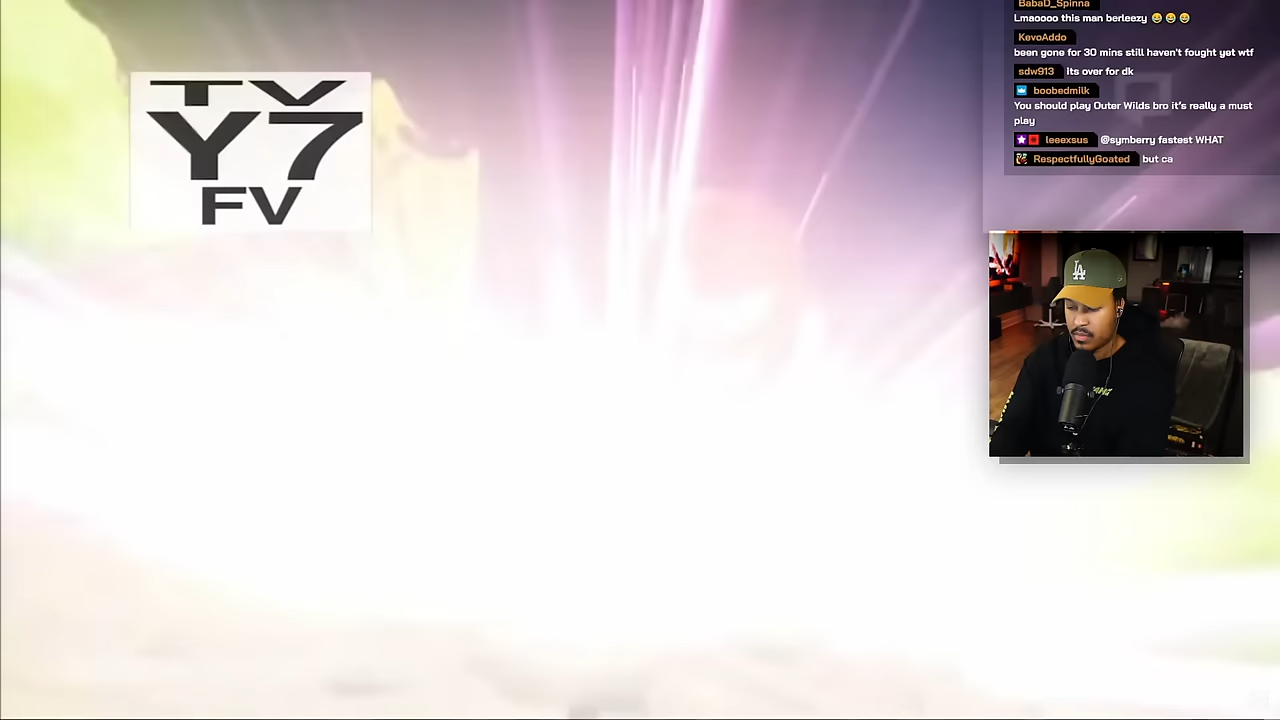 BabaD_Spinna
Lmaoooo this man berleezy 😂😂😂
KevoAddo
been gone for 30 mins still haven't fought yet wtf
sdw913 Its over for dk
boobedmilk
You should play Outer Wilds bro it's really a must
play
leeexsus @symberry fastest WHAT
RespectfullyGoated but ca
TV
Y7
FV
LA